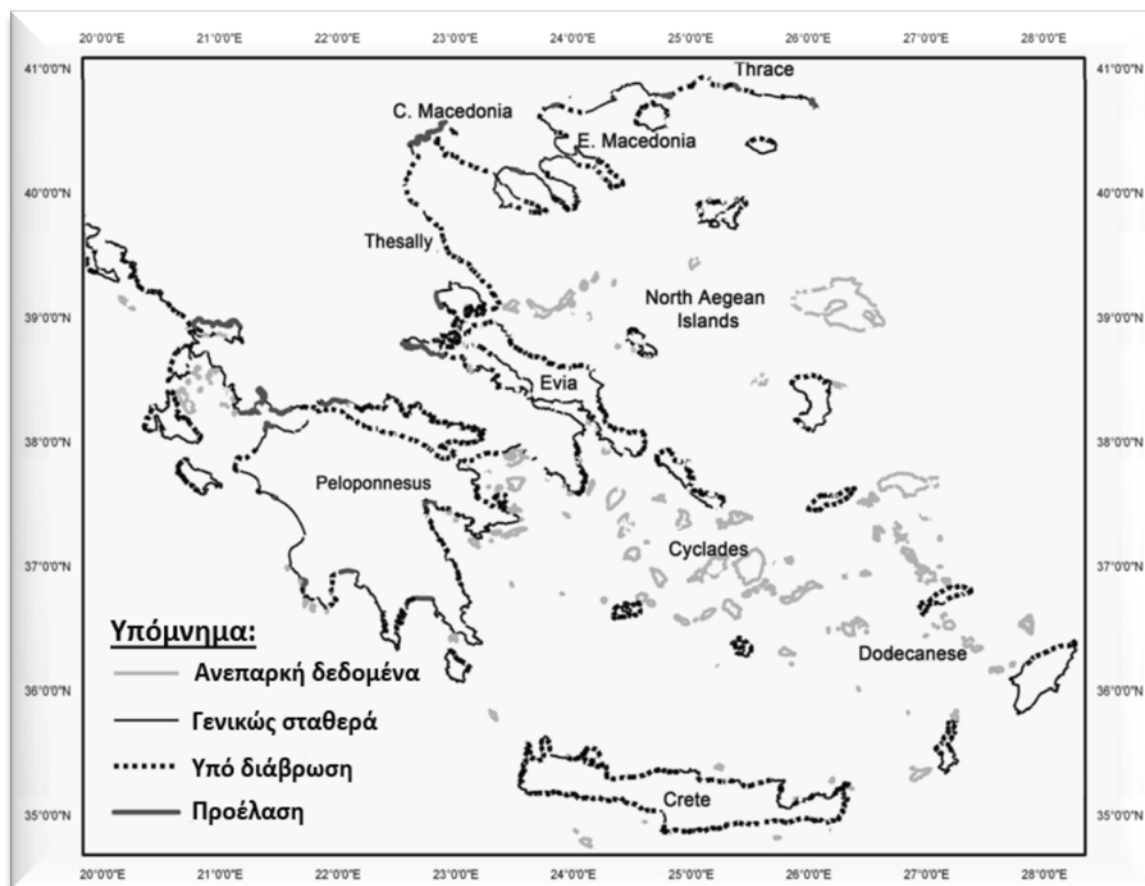 20°0'0"E 21°0'0"E 22°0'0"E 23°0'0"E 24°0'0"E 25°0'0"E 26°0'0"E 27°0'0"E 28°0'0"E
41°0'0"N 41°0'0"N
Thrace
C. Macedonia
E. Macedonia
40°0'0"N 40°0'0"N
Thesally
North Aegean
Islands
39°0'0"N 39°0'0"N
Evia
38°0'0"N 38°0'0"N
Peloponnesus
Cyclades
37°0'0"N 37°0'0"N
Υπόμνημα:
Dodecanese
Ανεπαρκή δεδομένα
36°0'0"N 36°0'0"N
Γενικώς σταθερά
Υπό διάβρωση
Crete
35°0'0"N 35°0'0"N
Προέλαση
20°0'0"E 21°0'0"E 22°0'0"E 23°0'0"E 24°0'0"E 25°0'0"E 26°0'0"E 27°0'0"E 28°0'0"E